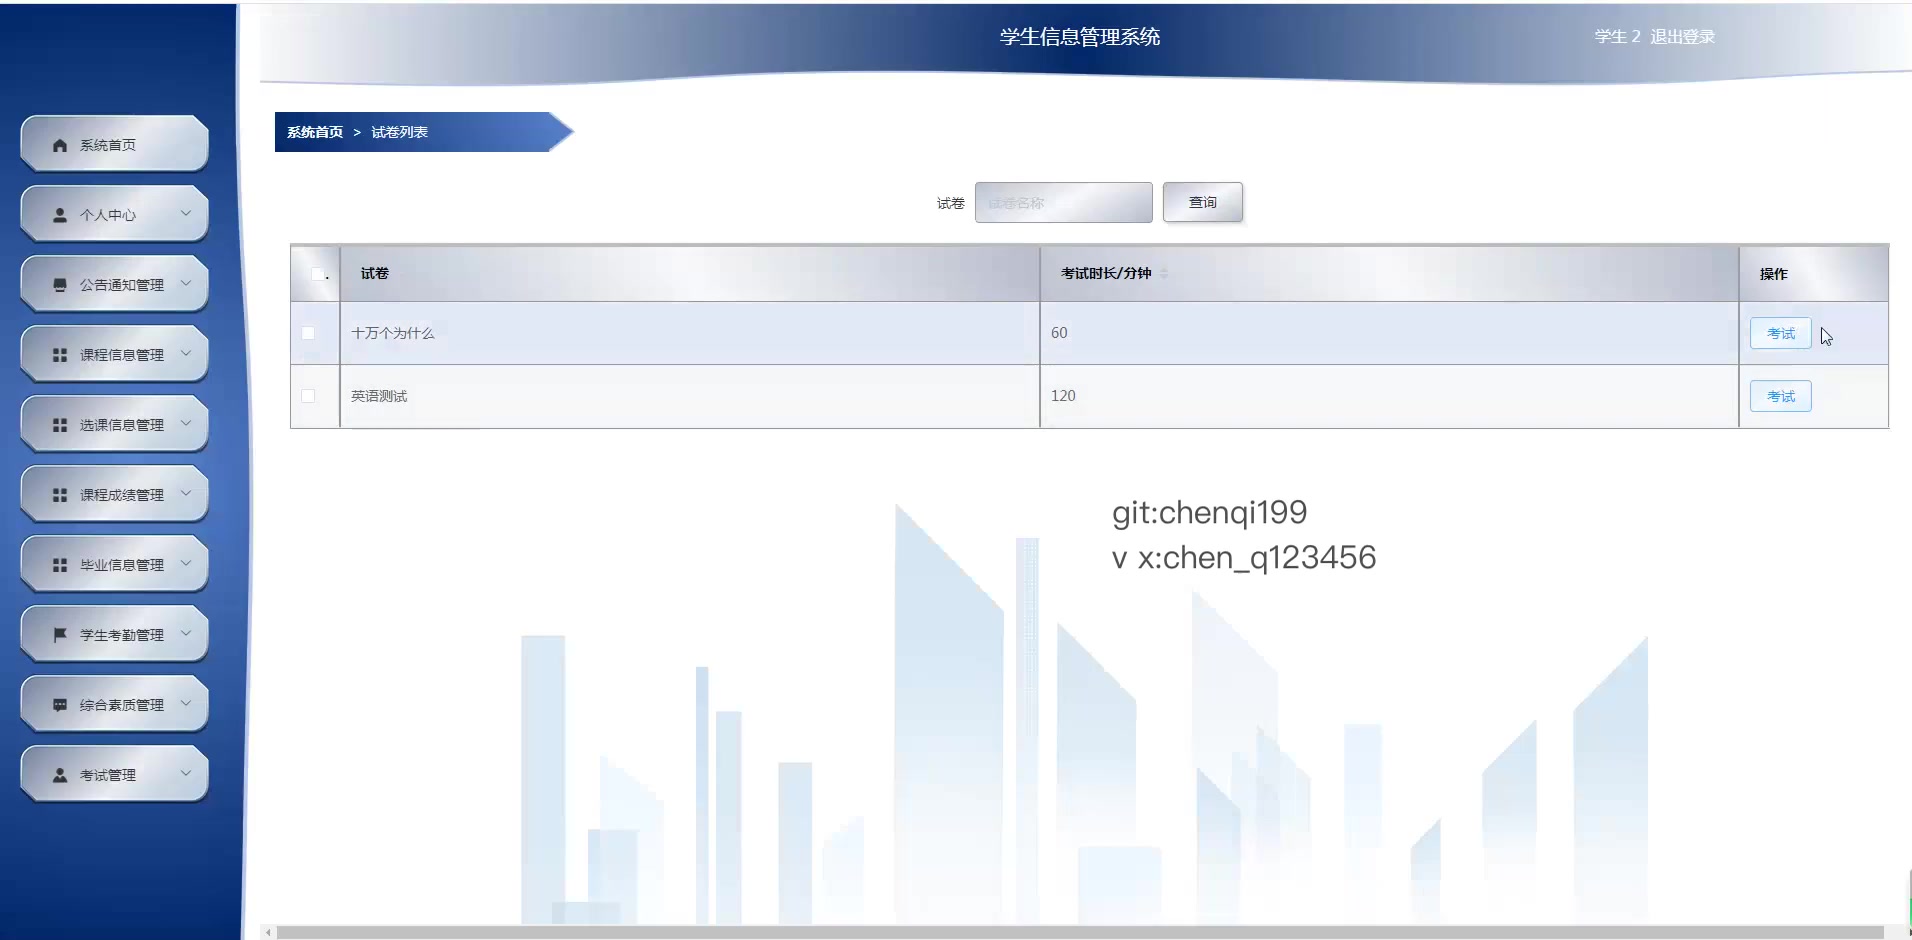 学生信息管理系统
学生 2 退出登录
系统首页
个人中心
公告通知管理
课程信息管理
选课信息管理
课程成绩管理
毕业信息管理
学生考勤管理
综合素质管理
考试管理
系统首页 > 试卷列表
试卷 试卷名称 查询
试卷 考试时长/分钟 操作
十万个为什么 60 考试
英语测试 120 考试
git:chenqi199
v x:chen_q123456